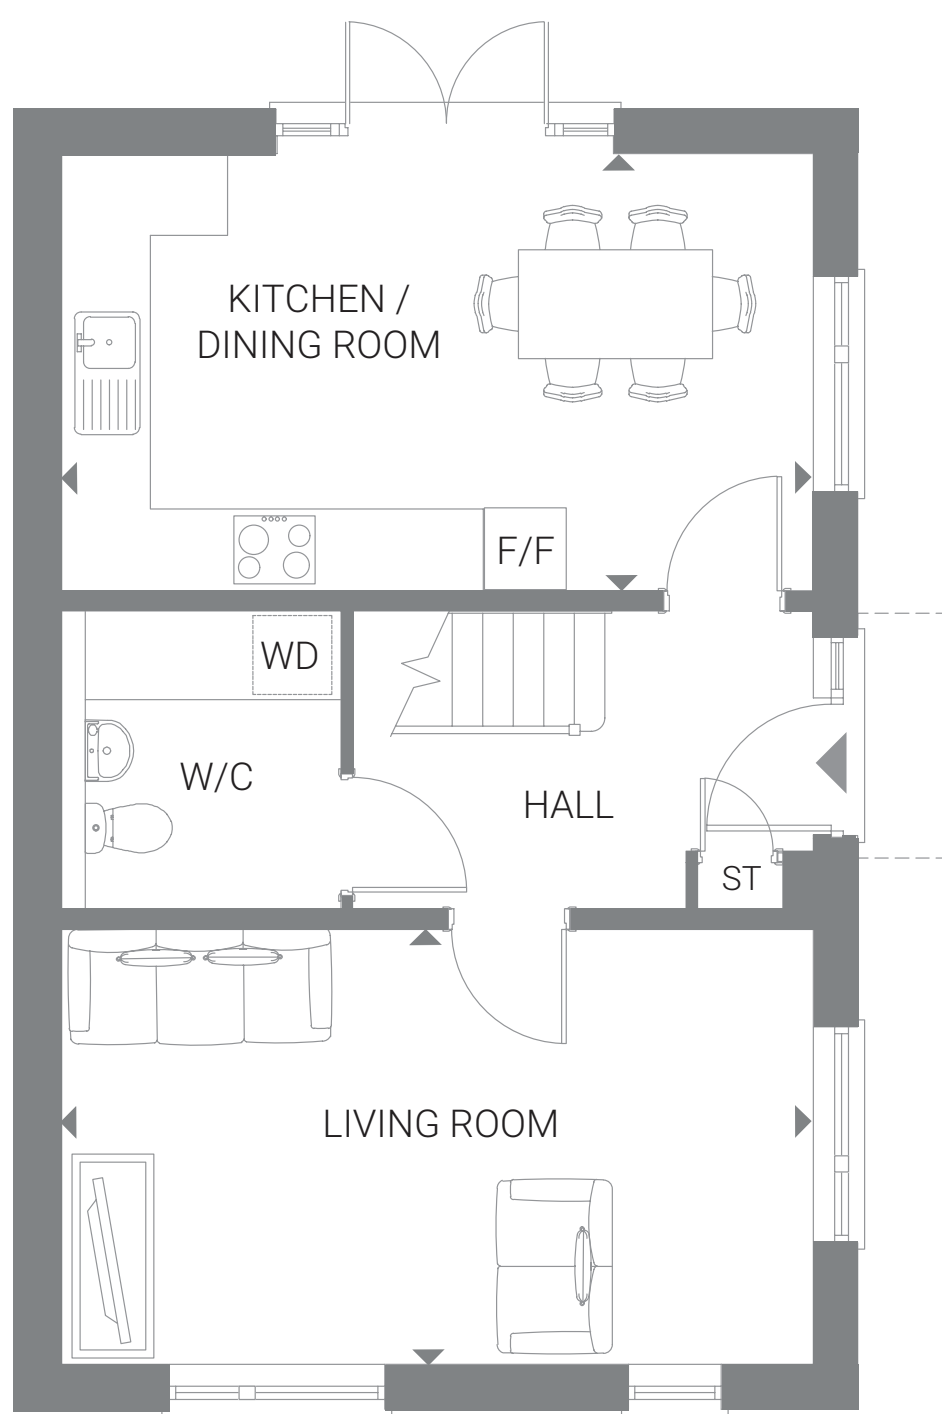 KITCHEN /
DINING ROOM
F/F
WD
W/C
HALL
ST
LIVING ROOM